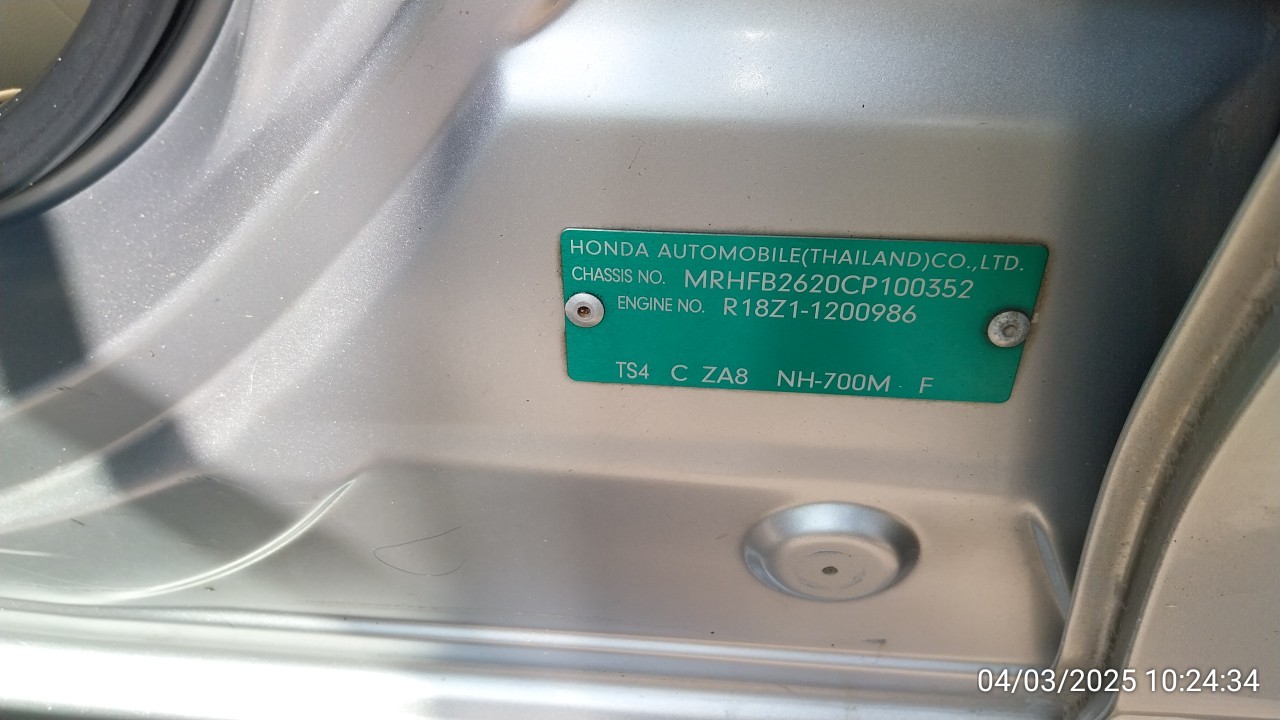 HONDA AUTOMOBILE(THAILAND)CO.,LTD.
CHASSIS NO. MRHFB2620CP100352
ENGINE NO. R18Z1-1200986
TS4 C ZA8 NH-700M F
04/03/2025 10:24:34